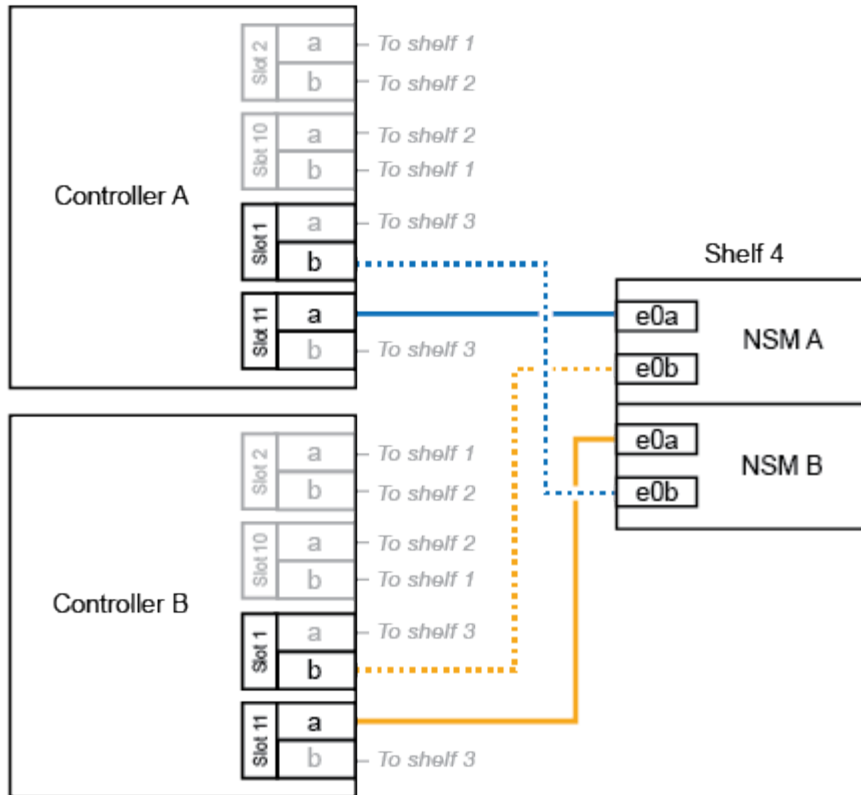 Controller A
Slot 2
a
To shelf 1
b
To shelf 2
Slot 10
a
To shelf 2
b
To shelf 1
Slot 1
a
To shelf 3
b
Slot 11
a
b
To shelf 3
Controller B
Slot 2
a
To shelf 1
b
To shelf 2
Slot 10
a
To shelf 2
b
To shelf 1
Slot 1
a
To shelf 3
b
Slot 11
a
b
To shelf 3
Shelf 4
e0a
NSM A
e0b
e0a
NSM B
e0b